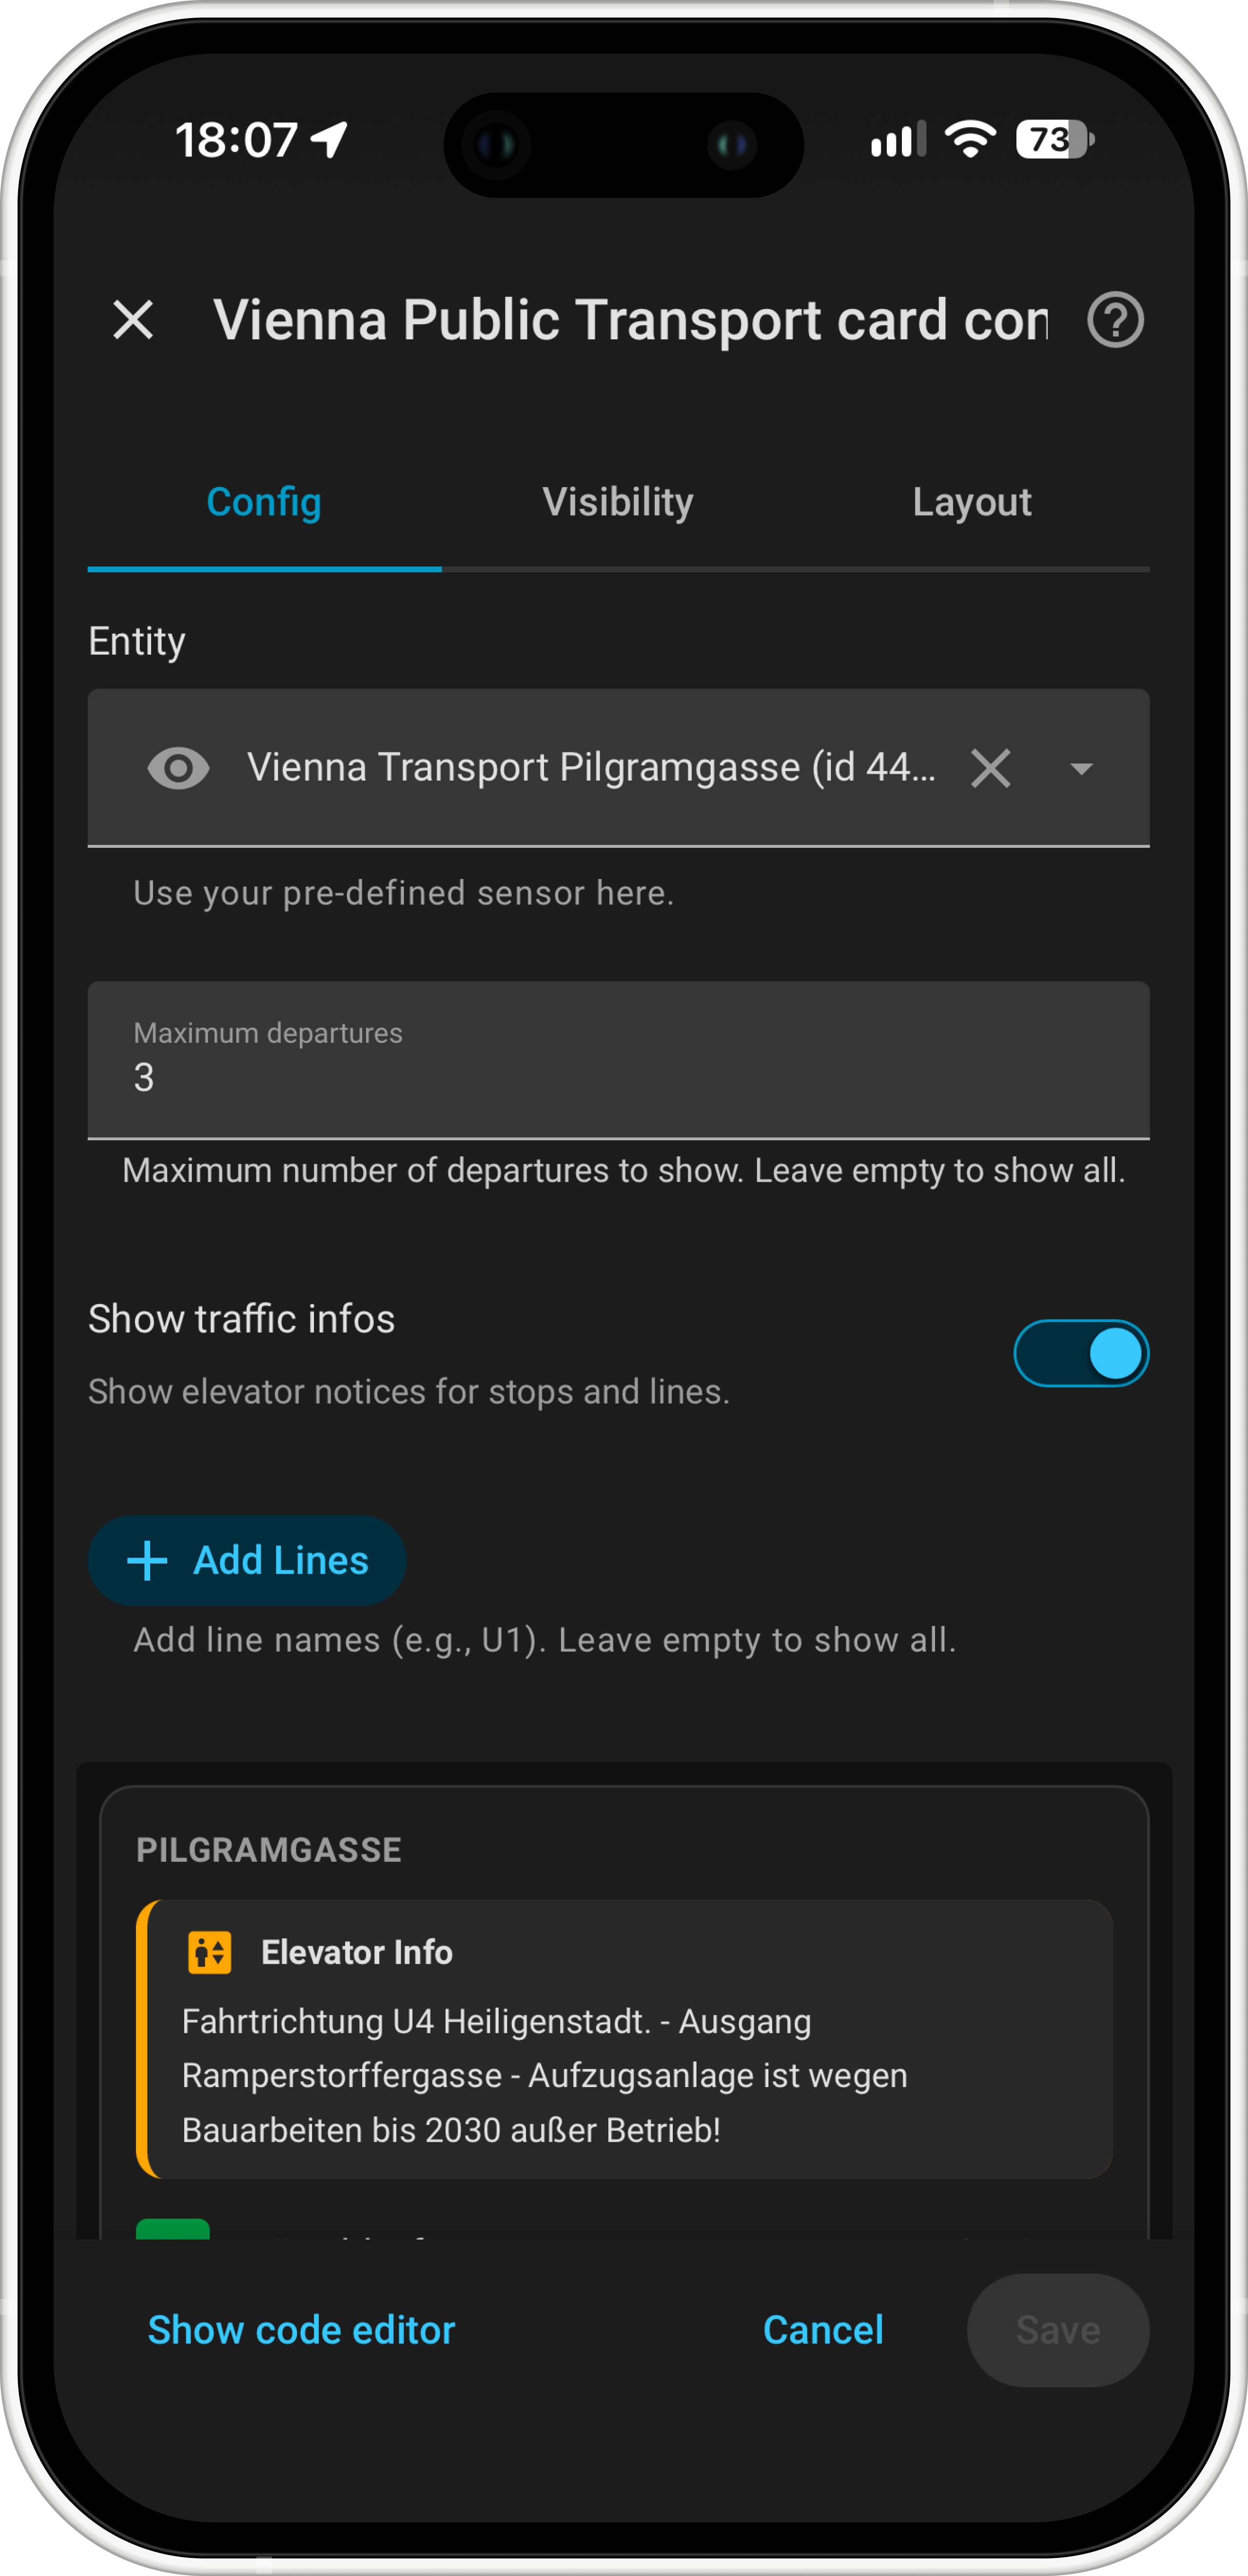 18:07
73
Vienna Public Transport card con
Config
Visibility
Layout
Entity
Vienna Transport Pilgramgasse (id 44...
Use your pre-defined sensor here.
Maximum departures
3
Maximum number of departures to show. Leave empty to show all.
Show traffic infos
Show elevator notices for stops and lines.
Add Lines
Add line names (e.g., U1). Leave empty to show all.
PILGRAMGASSE
Elevator Info
Fahrtrichtung U4 Heiligenstadt. - Ausgang
Ramperstorffergasse - Aufzugsanlage ist wegen
Bauarbeiten bis 2030 außer Betrieb!
Show code editor
Cancel
Save